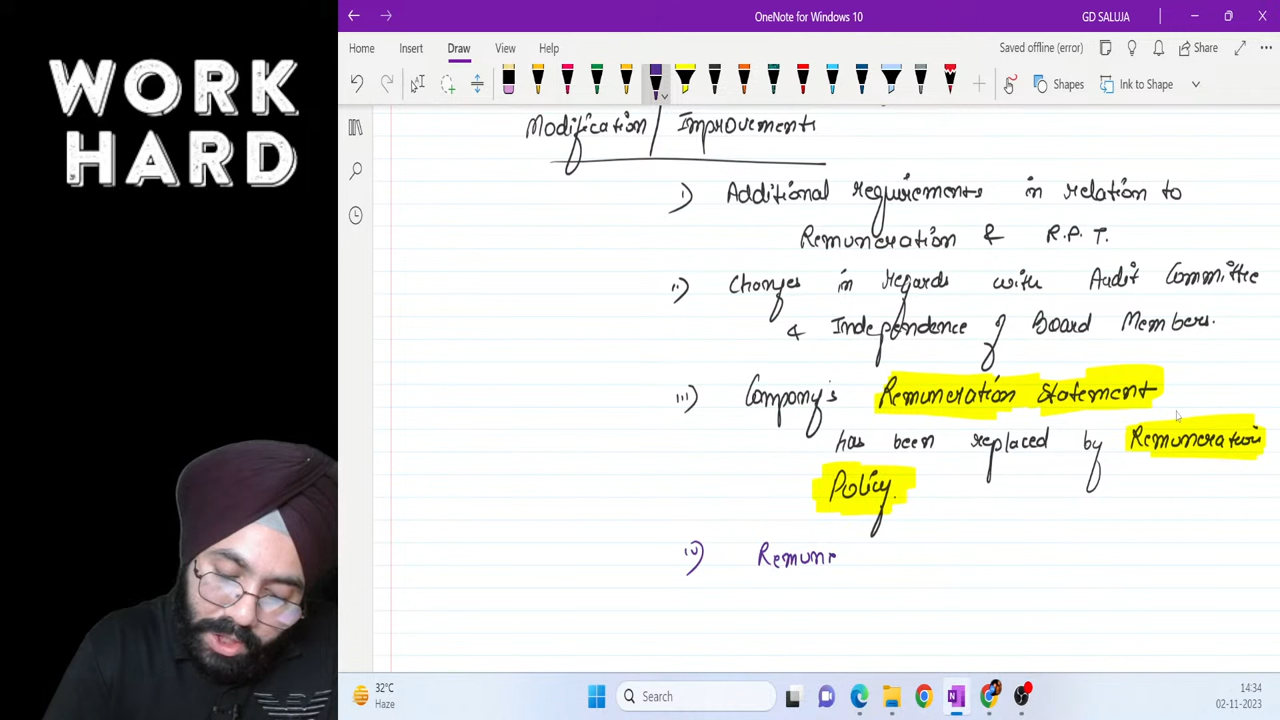 WORK
HARD
OneNote for Windows 10
GD SALUJA
Home Insert Draw View Help
Saved offline (error)
Share
Shapes
Ink to Shape
Modification / Improvements
i) Additional requirements in relation to
Remuneration & R.P.T.
ii) Changes in regards with Audit Committee
& Independence of Board Members.
iii) Company's Remuneration Statement
has been replaced by Remuneration
Policy.
iv) Remunr
32°C
Haze
Search
14:34
02-11-2023